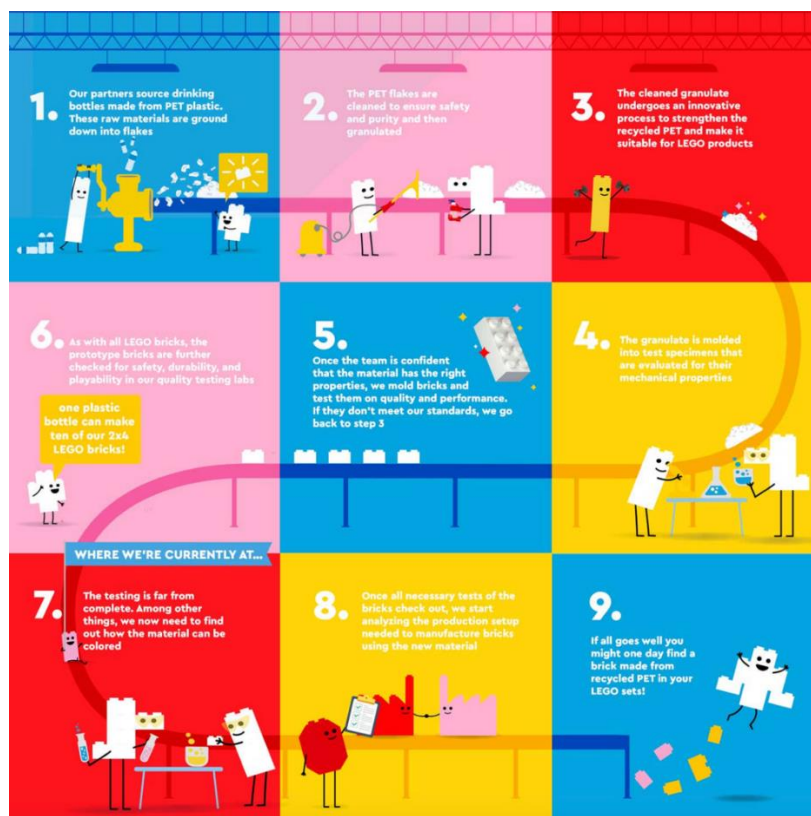 1.
Our partners source drinking
bottles made from PET plastic.
These raw materials are ground
down into flakes
2.
The PET flakes are
cleaned to ensure safety
and purity and then
granulated
3.
The cleaned granulate
undergoes an innovative
process to strengthen the
recycled PET and make it
suitable for LEGO products
4.
The granulate is molded
into test specimens that
are evaluated for their
mechanical properties
5.
Once the team is confident
that the material has the right
properties, we mold bricks and
test them on quality and performance.
If they don't meet our standards, we go
back to step 3
6.
As with all LEGO bricks, the
prototype bricks are further
checked for safety, durability, and
playability in our quality testing labs
one plastic
bottle can make
ten of our 2x4
LEGO bricks!
WHERE WE'RE CURRENTLY AT...
7.
The testing is far from
complete. Among other
things, we now need to find
out how the material can be
colored
8.
Once all necessary tests of the
bricks check out, we start
analyzing the production setup
needed to manufacture bricks
using the new material
9.
If all goes well you
might one day find a
brick made from
recycled PET in your
LEGO sets!